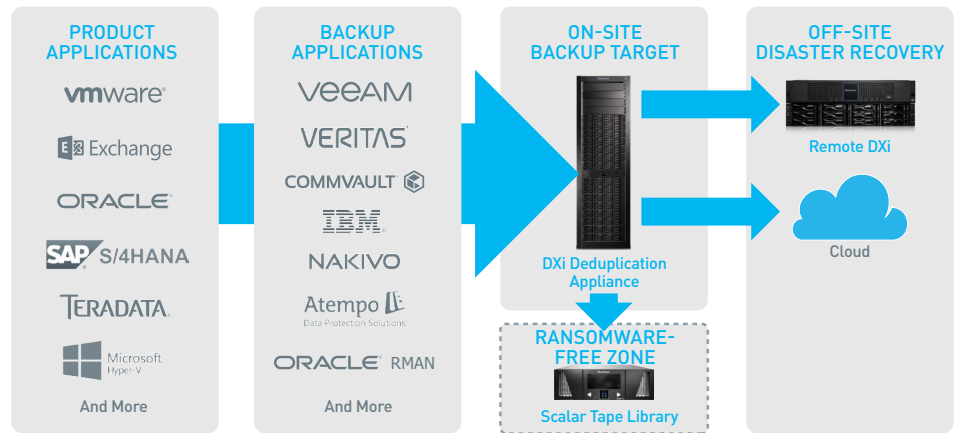 PRODUCT
APPLICATIONS
vmware®
Exchange
ORACLE™
SAP® S/4HANA
TERADATA®
Microsoft
Hyper-V
And More
BACKUP
APPLICATIONS
VEEAM
VERITAS™
COMMVAULT
IBM®
NAKIVO
Atempo
Data Protection Solutions
ORACLE® RMAN
And More
ON-SITE
BACKUP TARGET
DXi Deduplication
Appliance
RANSOMWARE-
FREE ZONE
Scalar Tape Library
OFF-SITE
DISASTER RECOVERY
Remote DXi
Cloud